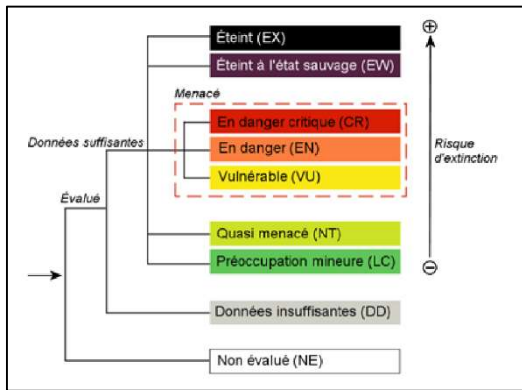 Éteint (EX)
Éteint à l'état sauvage (EW)
Menacé
En danger critique (CR)
Données suffisantes
En danger (EN)
Risque
d'extinction
Vulnérable (VU)
Évalué
Quasi menacé (NT)
Préoccupation mineure (LC)
Données insuffisantes (DD)
Non évalué (NE)